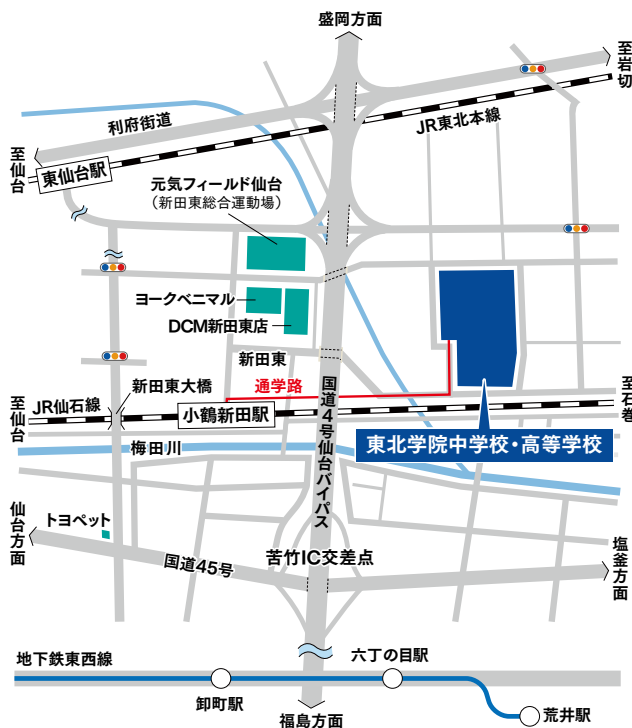 盛岡方面
至岩切
利府街道
JR東北本線
至仙台
東仙台駅
元気フィールド仙台
（新田東総合運動場）
ヨークベニマル
DCM新田東店
新田東
通学路
国道4号仙台バイパス
新田東大橋
JR仙石線
至仙台
小鶴新田駅
至石巻
梅田川
東北学院中学校・高等学校
仙台方面
トヨペット
国道45号
苦竹IC交差点
塩釜方面
地下鉄東西線
卸町駅
六丁の目駅
荒井駅
福島方面